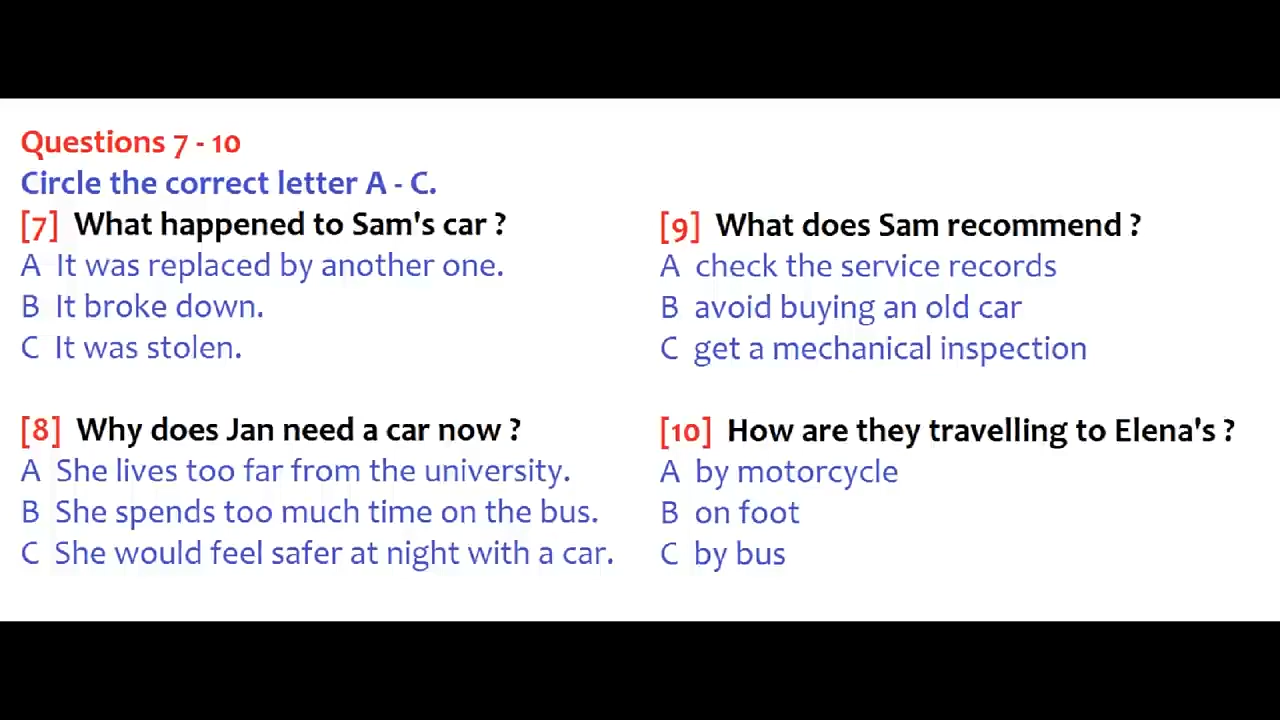 Questions 7 - 10
Circle the correct letter A - C.
[7] What happened to Sam's car ?
A It was replaced by another one.
B It broke down.
C It was stolen.
[8] Why does Jan need a car now ?
A She lives too far from the university.
B She spends too much time on the bus.
C She would feel safer at night with a car.
[9] What does Sam recommend ?
A check the service records
B avoid buying an old car
C get a mechanical inspection
[10] How are they travelling to Elena's ?
A by motorcycle
B on foot
C by bus